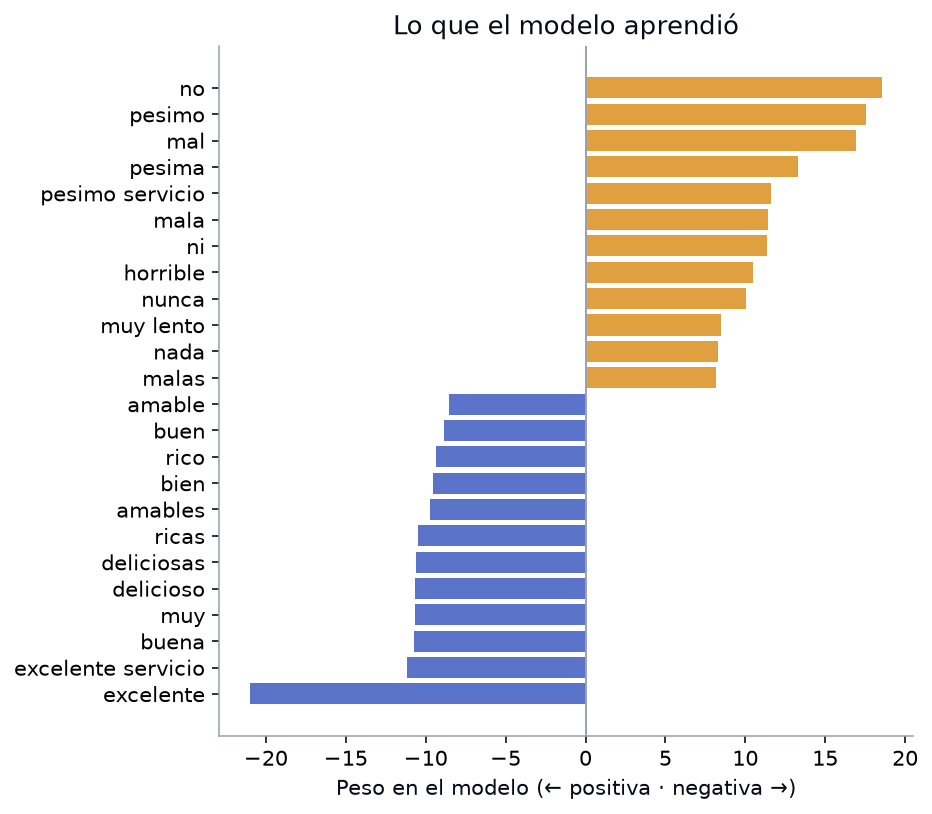 Lo que el modelo aprendió
no
pesimo
mal
pesima
pesimo servicio
mala
ni
horrible
nunca
muy lento
nada
malas
amable
buen
rico
bien
amables
ricas
deliciosas
delicioso
muy
buena
excelente servicio
excelente
−20 −15 −10 −5 0 5 10 15 20
Peso en el modelo (← positiva · negativa →)